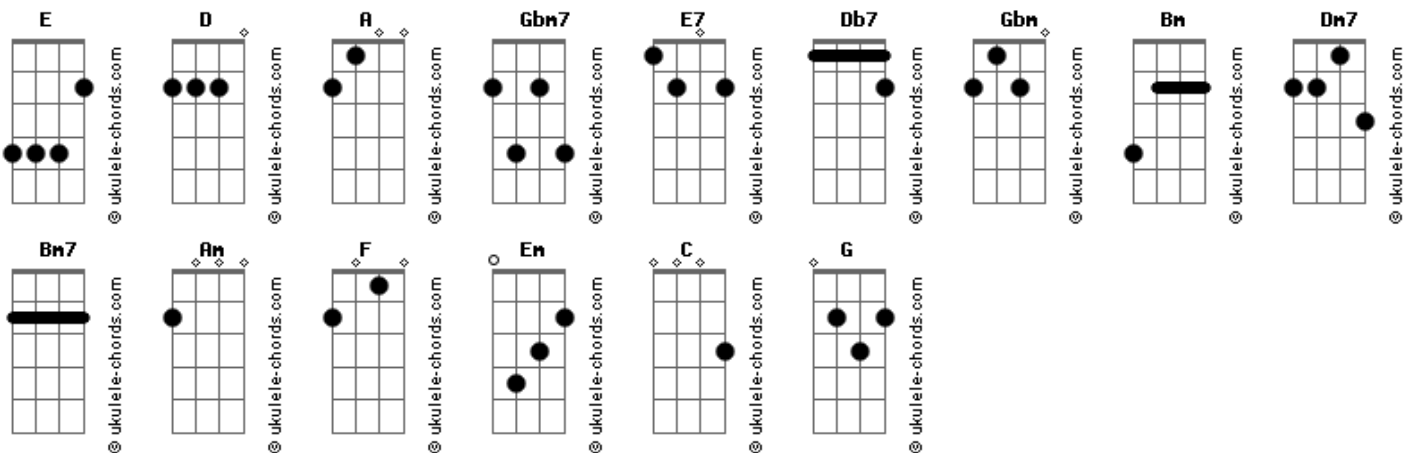 E D A Gbm7 E7 Db7 Gbm Bm Dm7
© ukulele-chords.com © ukulele-chords.com © ukulele-chords.com © ukulele-chords.com © ukulele-chords.com © ukulele-chords.com © ukulele-chords.com © ukulele-chords.com © ukulele-chords.com
Bm7 Am F Em C G
© ukulele-chords.com © ukulele-chords.com © ukulele-chords.com © ukulele-chords.com © ukulele-chords.com © ukulele-chords.com